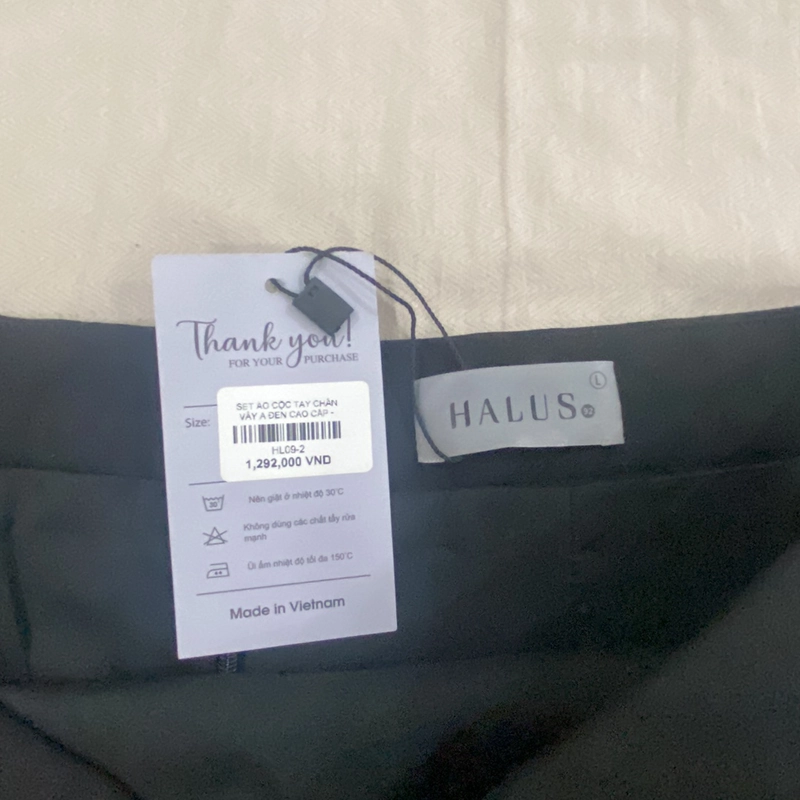 Thank you!
FOR YOUR PURCHASE
Size:
SET ÁO CỘC TAY CHÂN
VÁY A ĐEN CAO CẤP -
HL09-2
1,292,000 VND
30
Nên giặt ở nhiệt độ 30°C
Không dùng các chất tẩy rửa
mạnh
Ủi ấm nhiệt độ tối đa 150°C
Made in Vietnam
L
HALUS